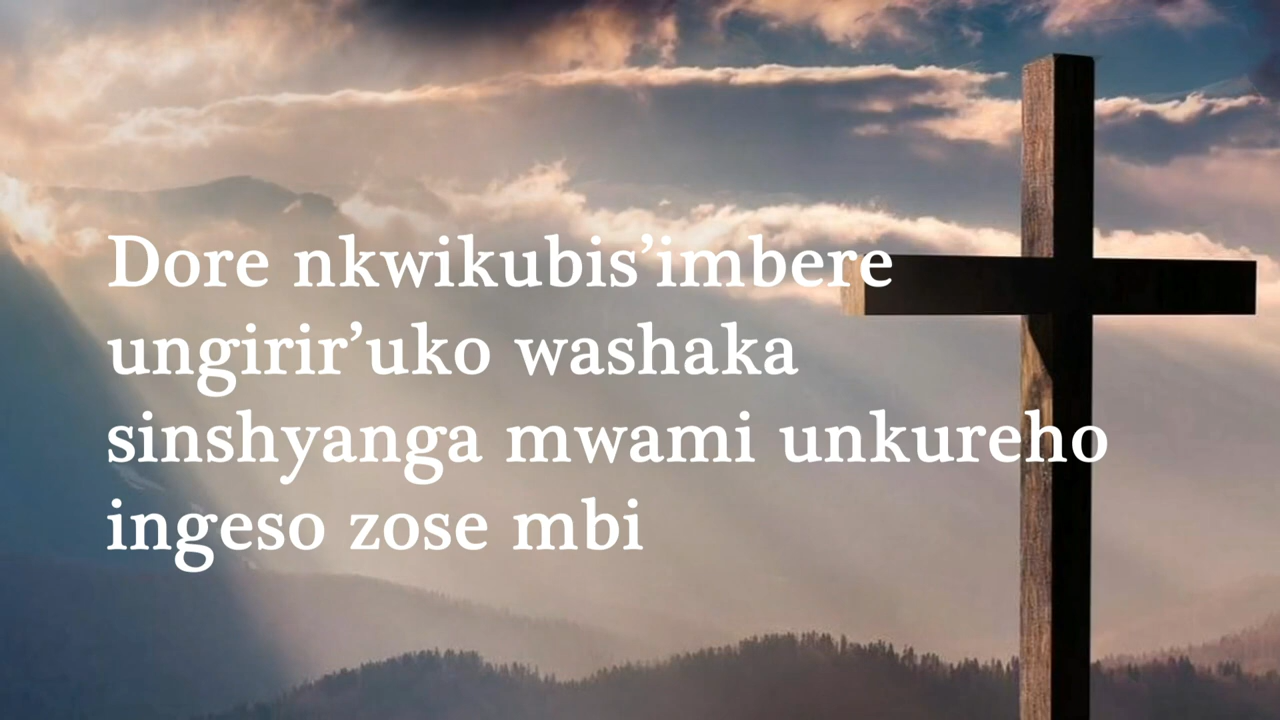 Dore nkwikubis’imbere
ungirir’uko washaka
sinshyanga mwami unkureho
ingeso zose mbi